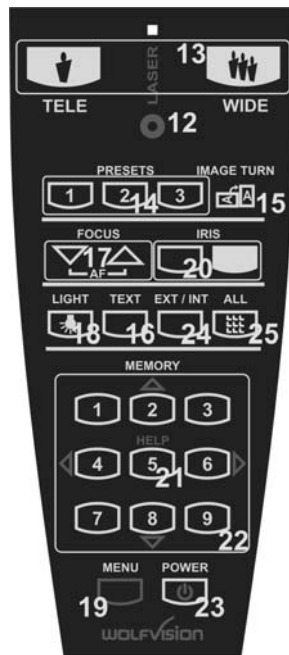 13
TELE
LASER
WIDE
12
PRESETS
IMAGE TURN
1 2 3
14
A A 15
FOCUS
IRIS
17
AF
20
LIGHT TEXT EXT / INT ALL
18 16 24 25
MEMORY
1 2 3
HELP
4 5 6
21
7 8 9
22
MENU
POWER
19
23
WOLFVISION